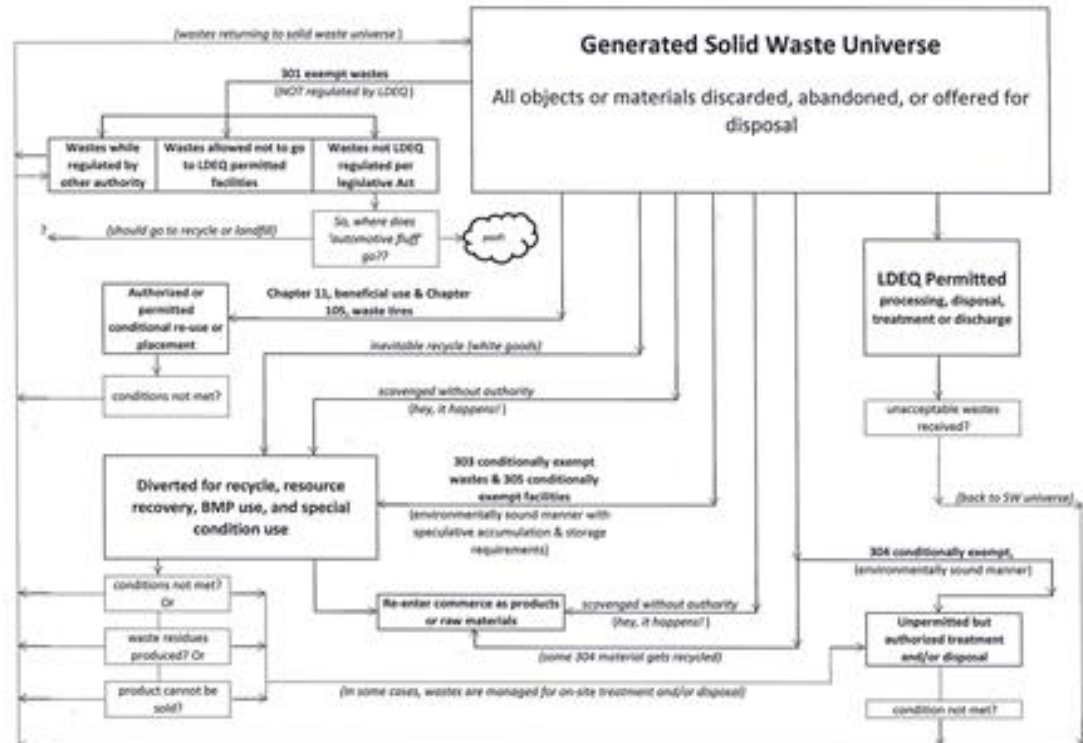 (wastes returning to solid waste universe)
Generated Solid Waste Universe
All objects or materials discarded, abandoned, or offered for
disposal
301 exempt wastes
(NOT regulated by LDEQ)
Wastes while
regulated by
other authority
Wastes allowed not to go
to LDEQ permitted
facilities
Wastes not LDEQ
regulated per
legislative Act
So, where does
'automotive fluff'
go??
(should go to recycle or landfill)
?
poof!
Authorized or
permitted
conditional re-use or
placement
Chapter 11, beneficial use & Chapter
105, waste tires
LDEQ Permitted
processing, disposal,
treatment or discharge
inevitable recycle (white goods)
conditions not met?
scavenged without authority
(hey, it happens!)
unacceptable wastes
received?
Diverted for recycle, resource
recovery, BMP use, and special
condition use
303 conditionally exempt
wastes & 305 conditionally
exempt facilities
(environmentally sound manner with
speculative accumulation & storage
requirements)
(back to SW universe)
304 conditionally exempt,
(environmentally sound manner)
conditions not met?
Or
waste residues
produced? Or
product cannot be
sold?
Re-enter commerce as products
or raw materials
scavenged without authority
(hey, it happens!)
Unpermitted but
authorized treatment
and/or disposal
(some 304 material gets recycled)
(in some cases, wastes are managed for on-site treatment and/or disposal)
condition not met?